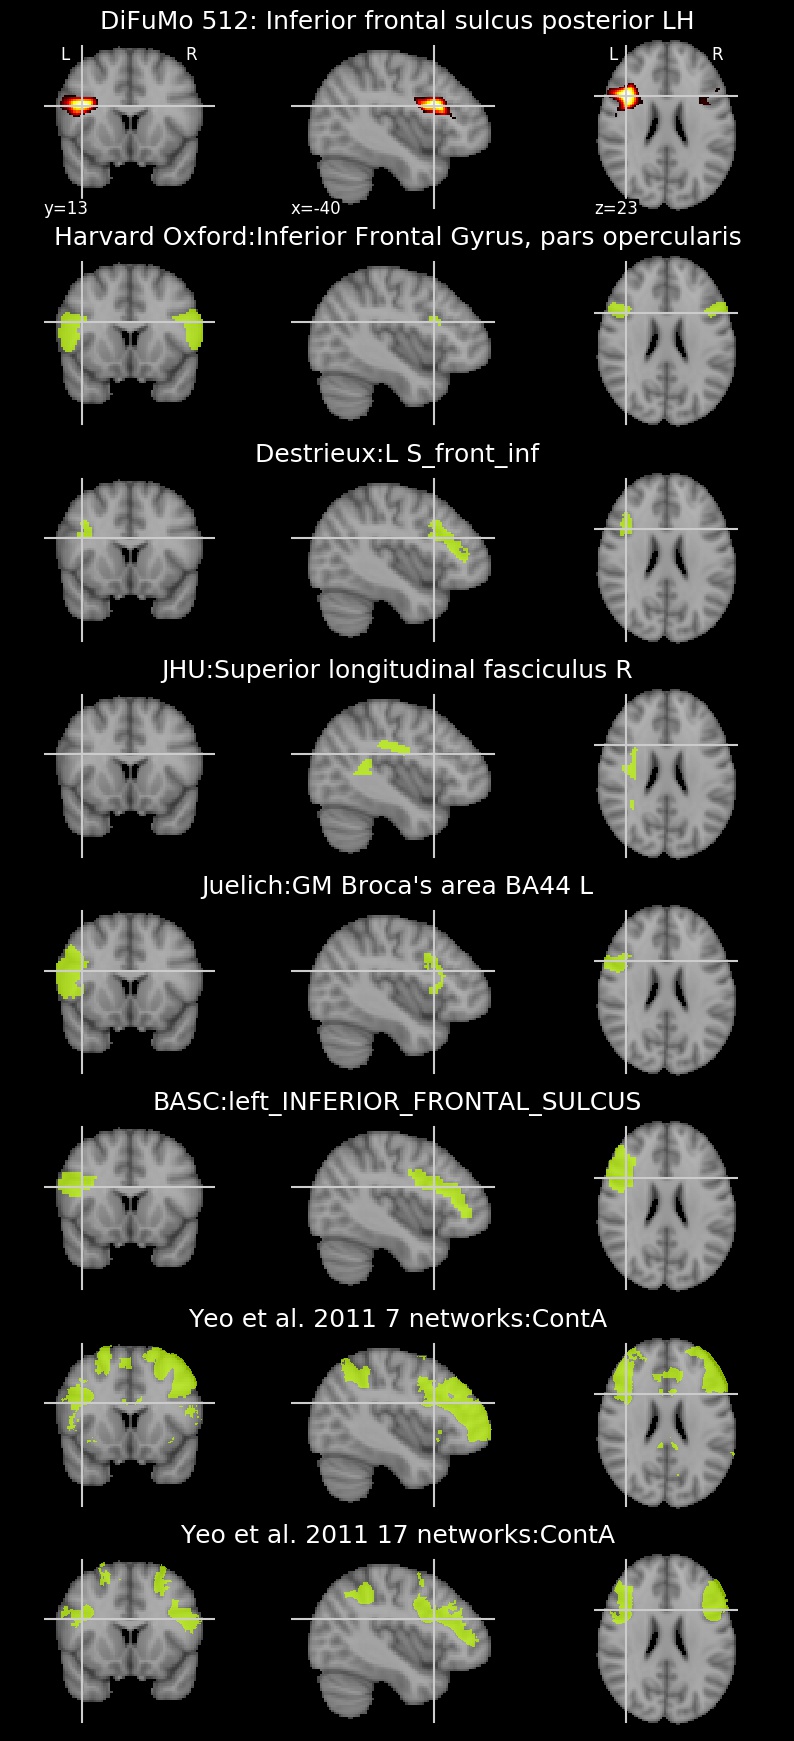 DiFuMo 512: Inferior frontal sulcus posterior LH
L R L R
y=13 x=-40 z=23
Harvard Oxford:Inferior Frontal Gyrus, pars opercularis
Destrieux:L S_front_inf
JHU:Superior longitudinal fasciculus R
Juelich:GM Broca's area BA44 L
BASC:left_INFERIOR_FRONTAL_SULCUS
Yeo et al. 2011 7 networks:ContA
Yeo et al. 2011 17 networks:ContA